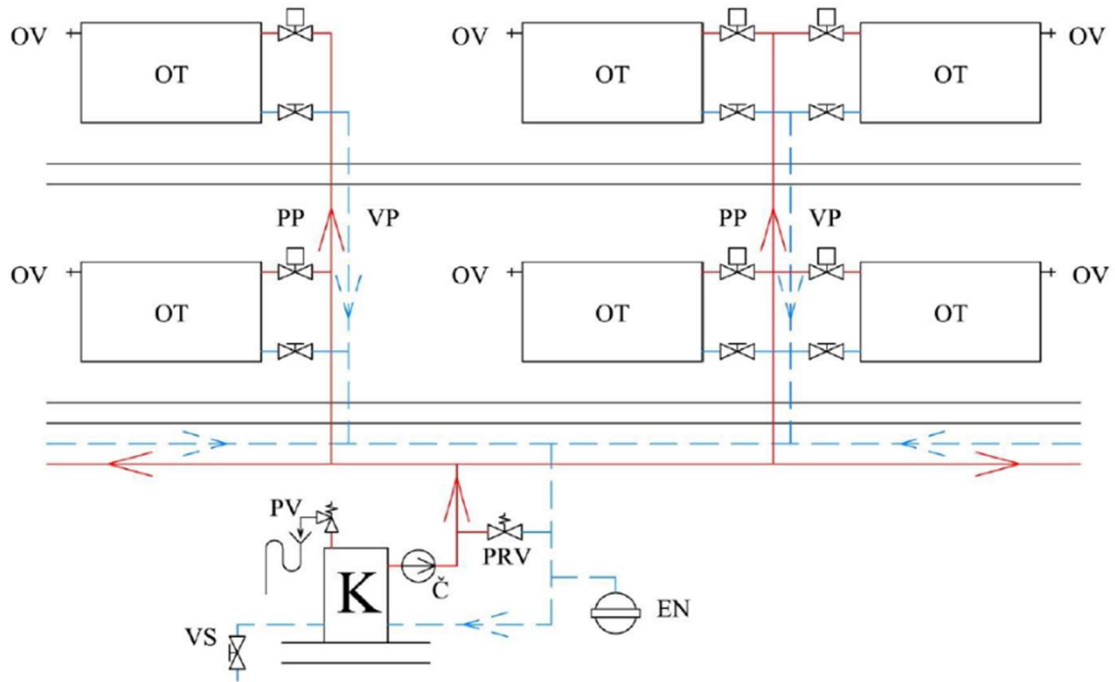 OV OT OV OT OT OV
PP VP PP VP
OV OT OV OT OT OV
PV
PRV
K Č
EN
VS